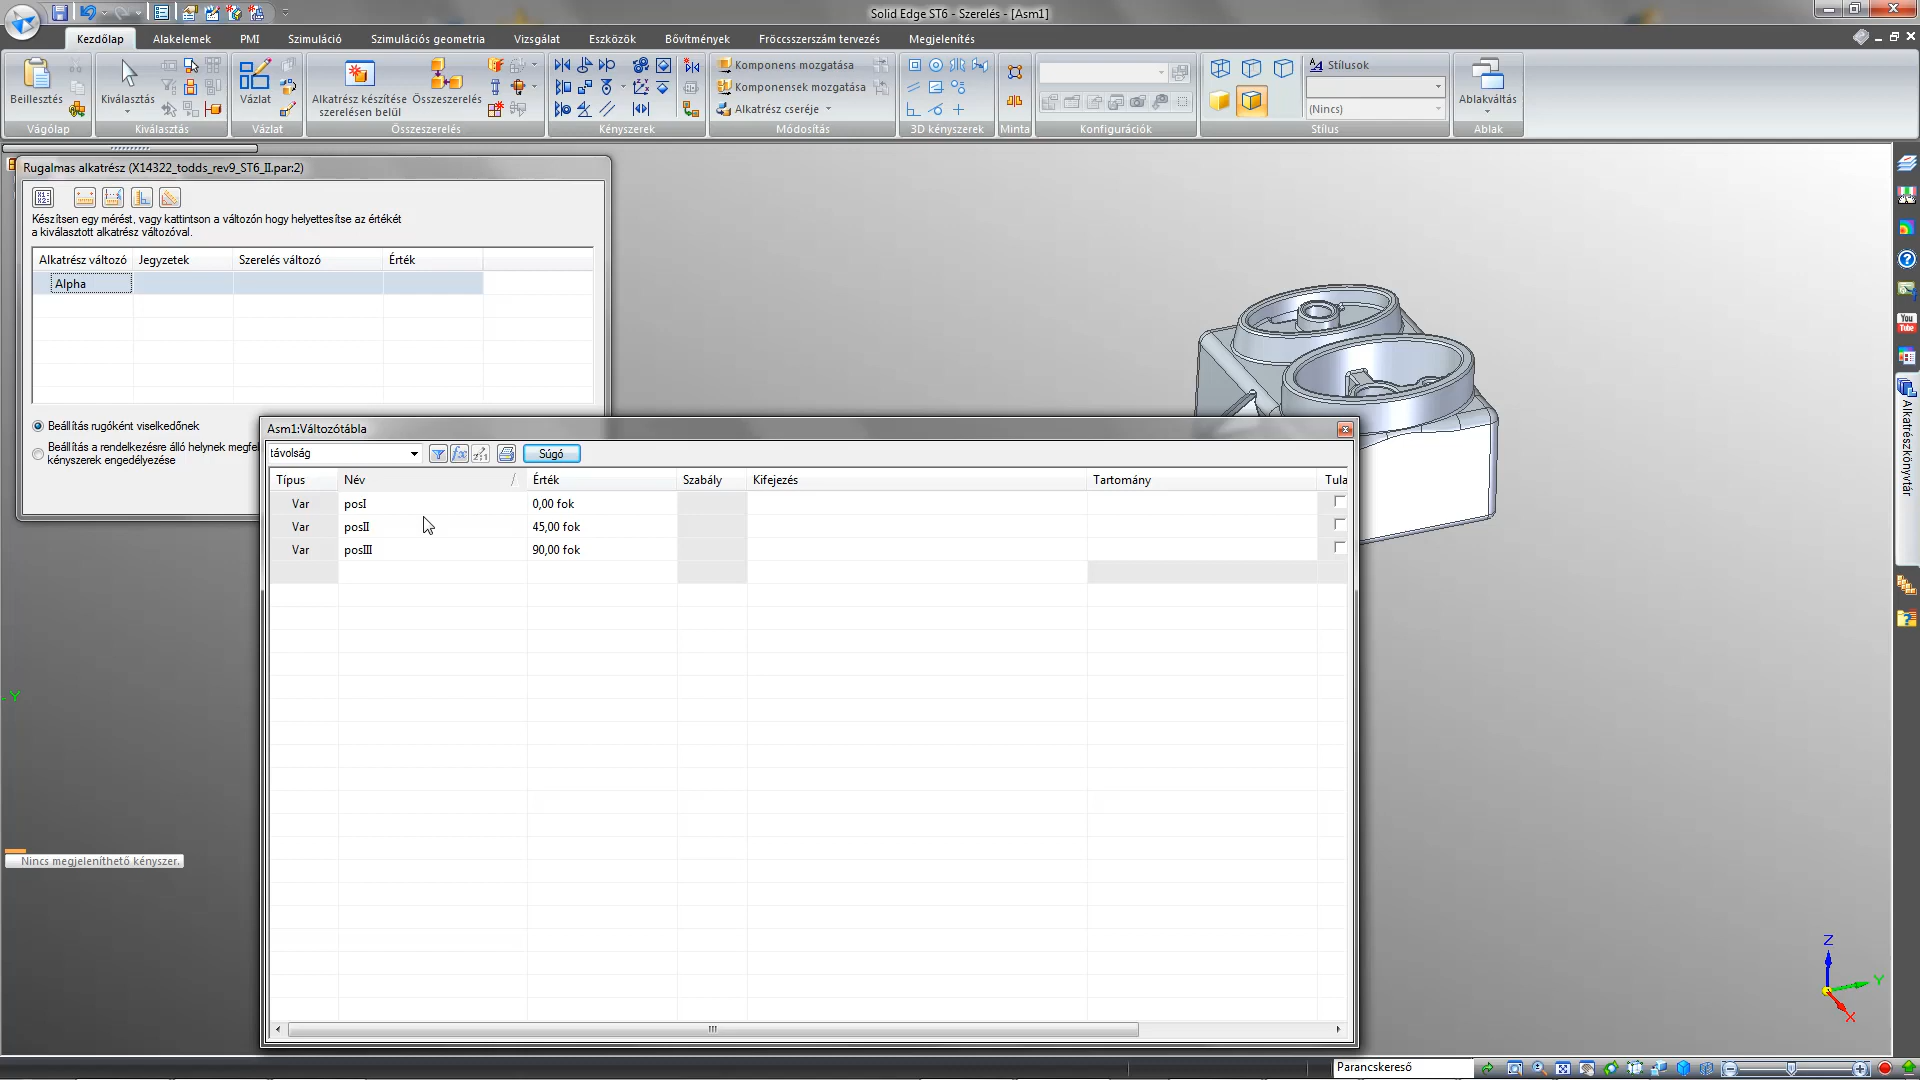 Solid Edge ST6 - Szerelés - [Asm1]
Kezdőlap
Alakelemek
PMI
Szimuláció
Szimulációs geometria
Vizsgálat
Eszközök
Bővítmények
Fröccsszerszám tervezés
Megjelenítés
Beillesztés
Kiválasztás
Vázlat
Alkatrész készítése
szerelésen belül
Összeszerelés
Komponens mozgatása
Komponensek mozgatása
Alkatrész cseréje
Stílusok
(Nincs)
Ablakváltás
Vágólap
Kiválasztás
Vázlat
Összeszerelés
Kényszerek
Módosítás
3D kényszerek
Minta
Konfigurációk
Stílus
Ablak
Rugalmas alkatrész (X14322_todds_rev9_ST6_II.par:2)
Készítsen egy mérést, vagy kattintson a változón hogy helyettesítse az értékét
a kiválasztott alkatrész változóval.
Alkatrész változó Jegyzetek Szerelés változó Érték
Alpha
Beállítás rugóként viselkedőnek
Beállítás a rendelkezésre álló helynek megfel
kényszerek engedélyezése
Asm1:Változótábla
távolság
Súgó
Típus Név Érték Szabály Kifejezés Tartomány Tula
Var posI 0,00 fok
Var posII 45,00 fok
Var posIII 90,00 fok
You
Tube
Alkatrészkönyvtár
Y
Nincs megjeleníthető kényszer.
Z
Y
X
Parancskereső